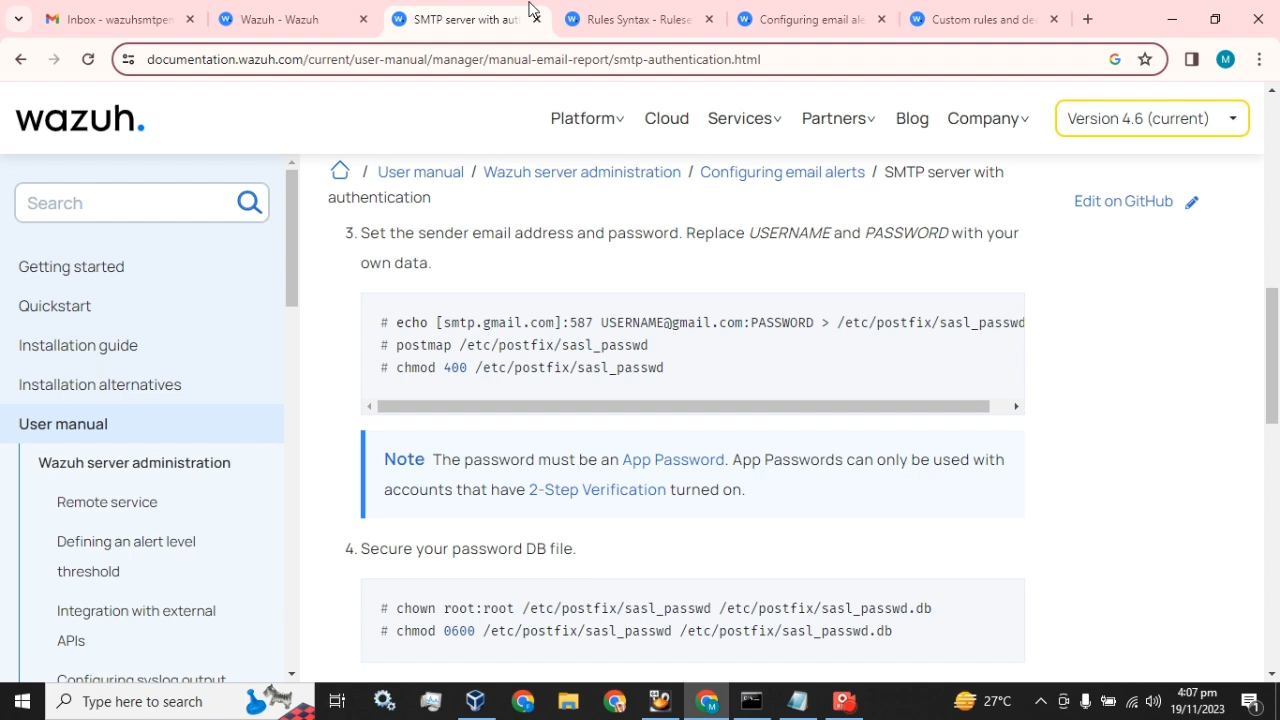 Inbox - wazuhsmtpen
Wazuh - Wazuh
SMTP server with aut
Rules Syntax - Rulese
Configuring email ale
Custom rules and dec
documentation.wazuh.com/current/user-manual/manager/manual-email-report/smtp-authentication.html
M
wazuh.
Platform
Cloud
Services
Partners
Blog
Company
Version 4.6 (current)
/ User manual / Wazuh server administration / Configuring email alerts / SMTP server with
authentication
Edit on GitHub
Search
Getting started
Quickstart
Installation guide
Installation alternatives
User manual
Wazuh server administration
Remote service
Defining an alert level
threshold
Integration with external
APIs
Configuring syslog output
3. Set the sender email address and password. Replace USERNAME and PASSWORD with your
own data.
# echo [smtp.gmail.com]:587 USERNAME@gmail.com:PASSWORD > /etc/postfix/sasl_passwd
# postmap /etc/postfix/sasl_passwd
# chmod 400 /etc/postfix/sasl_passwd
Note The password must be an App Password. App Passwords can only be used with
accounts that have 2-Step Verification turned on.
4. Secure your password DB file.
# chown root:root /etc/postfix/sasl_passwd /etc/postfix/sasl_passwd.db
# chmod 0600 /etc/postfix/sasl_passwd /etc/postfix/sasl_passwd.db
Type here to search
27°C
4:07 pm
19/11/2023
1